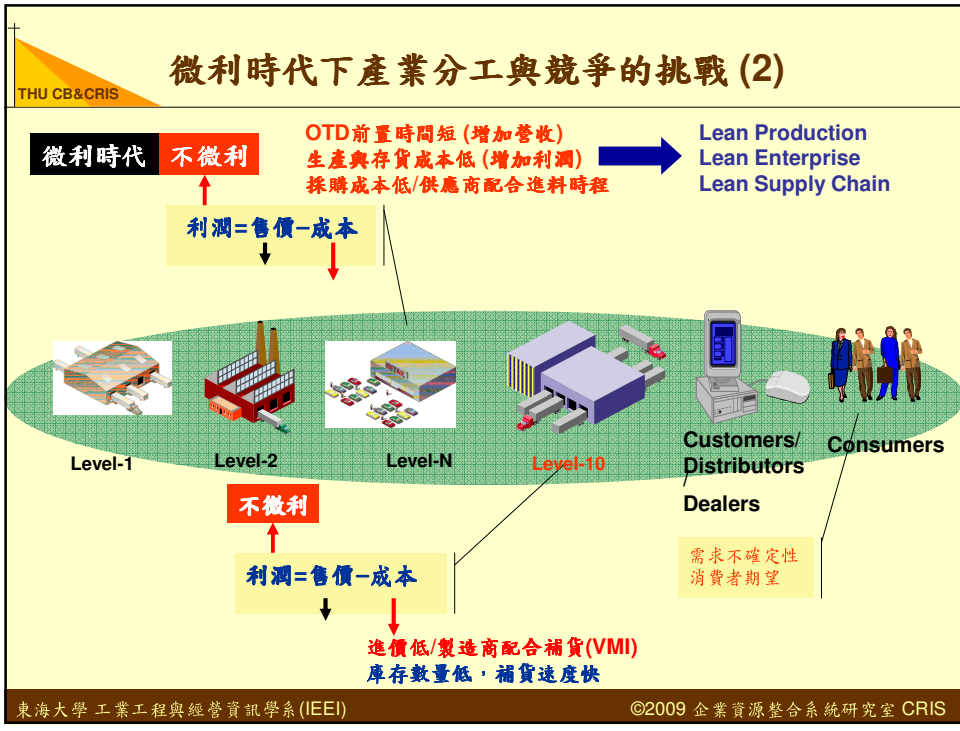 微利時代下產業分工與競爭的挑戰 (2)
THU CB&CRIS
微利時代 不微利
OTD前置時間短 (增加營收)
生產與存貨成本低 (增加利潤)
採購成本低/供應商配合進料時程
Lean Production
Lean Enterprise
Lean Supply Chain
利潤=售價–成本
RETAIL
Level-1
Level-2
Level-N
Level-10
Customers/
Distributors
/
Dealers
Consumers
不微利
利潤=售價–成本
需求不確定性
消費者期望
進價低/製造商配合補貨(VMI)
庫存數量低，補貨速度快
東海大學 工業工程與經營資訊學系(IEEI)
©2009 企業資源整合系統研究室 CRIS